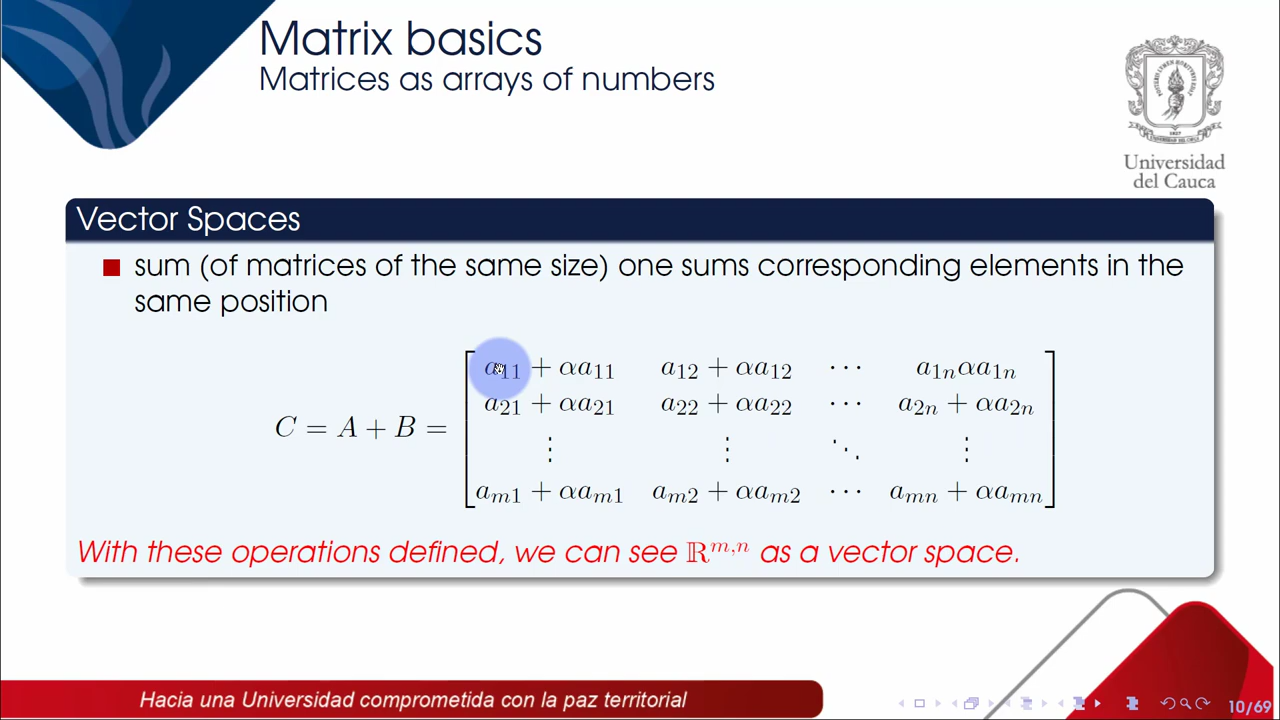 Matrix basics
Matrices as arrays of numbers
Universidad
del Cauca
Vector Spaces
sum (of matrices of the same size) one sums corresponding elements in the
same position
a₁₁ + αa₁₁ a₁₂ + αa₁₂ ⋯ a₁ₙαa₁ₙ
a₂₁ + αa₂₁ a₂₂ + αa₂₂ ⋯ a₂ₙ + αa₂ₙ
C = A + B =
⋮ ⋮ ⋱ ⋮
aₘ₁ + αaₘ₁ aₘ₂ + αaₘ₂ ⋯ aₘₙ + αaₘₙ
With these operations defined, we can see ℝᵐ,ⁿ as a vector space.
Hacia una Universidad comprometida con la paz territorial
10/69